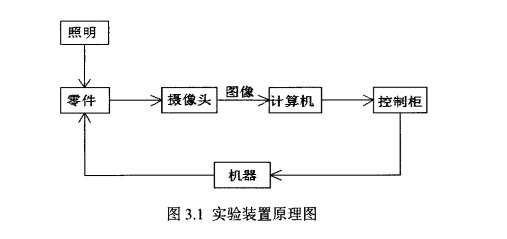 照明
零件
摄像头
图像
计算机
控制柜
机器
图 3.1 实验装置原理图